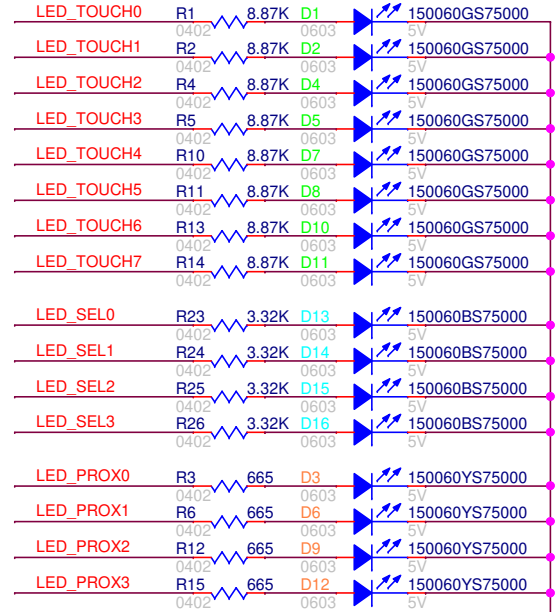 LED_TOUCH0 R1 8.87K D1 150060GS75000
0402 0603 5V
LED_TOUCH1 R2 8.87K D2 150060GS75000
0402 0603 5V
LED_TOUCH2 R4 8.87K D4 150060GS75000
0402 0603 5V
LED_TOUCH3 R5 8.87K D5 150060GS75000
0402 0603 5V
LED_TOUCH4 R10 8.87K D7 150060GS75000
0402 0603 5V
LED_TOUCH5 R11 8.87K D8 150060GS75000
0402 0603 5V
LED_TOUCH6 R13 8.87K D10 150060GS75000
0402 0603 5V
LED_TOUCH7 R14 8.87K D11 150060GS75000
0402 0603 5V
LED_SEL0 R23 3.32K D13 150060BS75000
0402 0603 5V
LED_SEL1 R24 3.32K D14 150060BS75000
0402 0603 5V
LED_SEL2 R25 3.32K D15 150060BS75000
0402 0603 5V
LED_SEL3 R26 3.32K D16 150060BS75000
0402 0603 5V
LED_PROX0 R3 665 D3 150060YS75000
0402 0603 5V
LED_PROX1 R6 665 D6 150060YS75000
0402 0603 5V
LED_PROX2 R12 665 D9 150060YS75000
0402 0603 5V
LED_PROX3 R15 665 D12 150060YS75000
0402 0603 5V